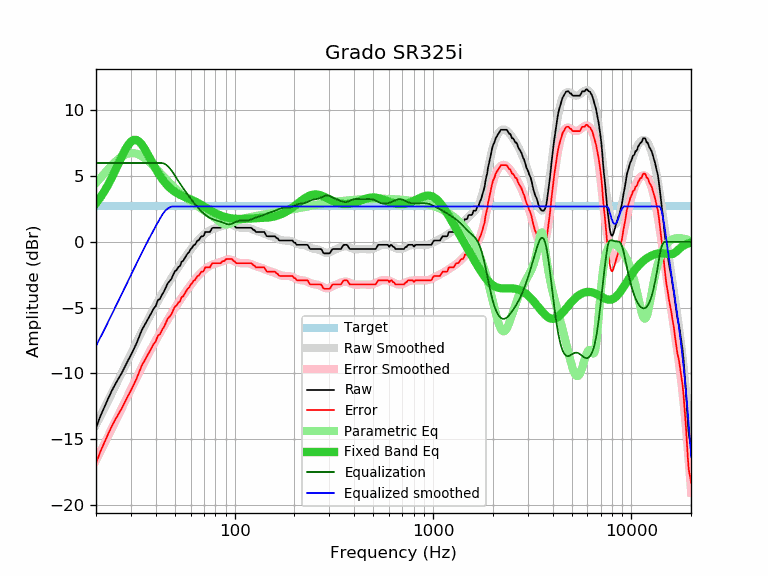 Grado SR325i
Amplitude (dBr)
10
5
0
−5
−10
−15
−20
Target
Raw Smoothed
Error Smoothed
Raw
Error
Parametric Eq
Fixed Band Eq
Equalization
Equalized smoothed
100
1000
10000
Frequency (Hz)